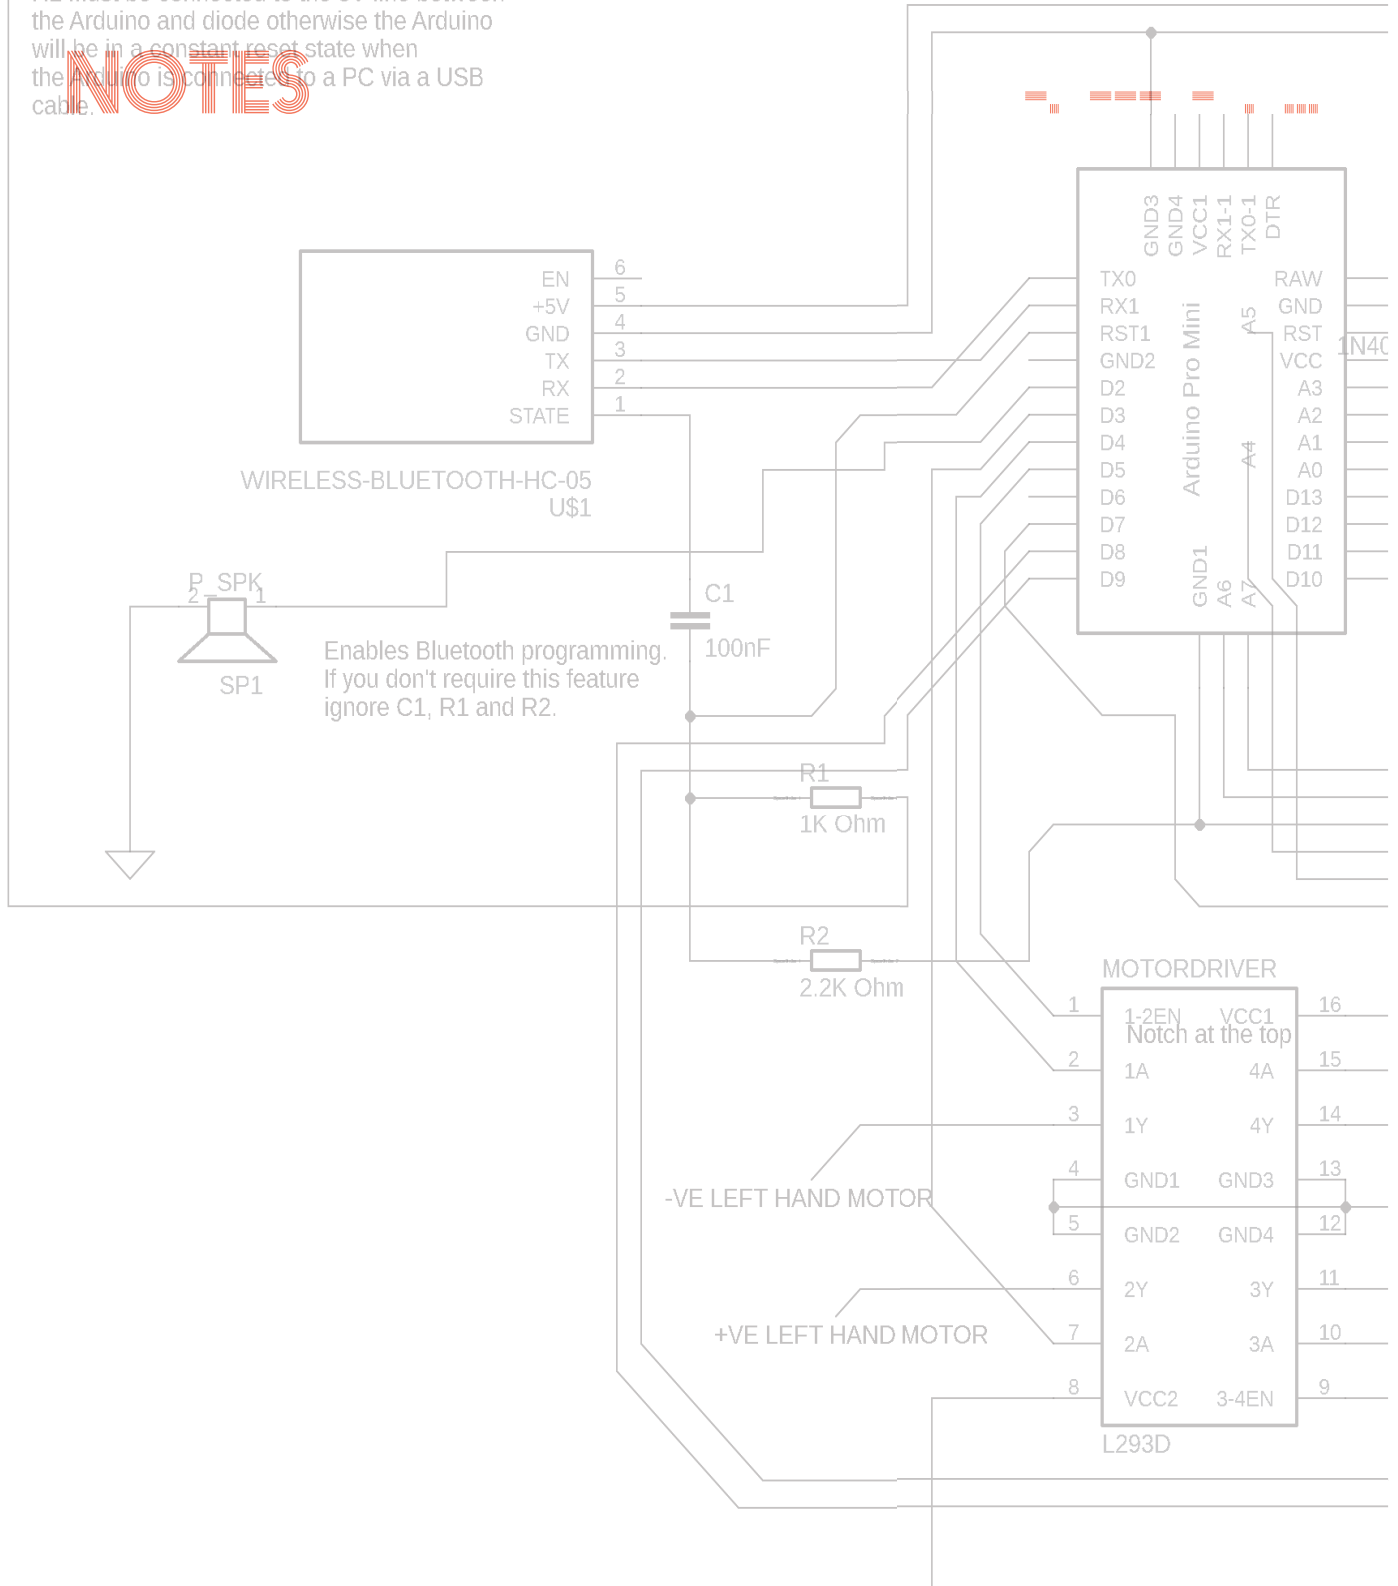 the Arduino and diode otherwise the Arduino
will be in a constant reset state when
the Arduino is connected to a PC via a USB
cable.
NOTES
GND3
GND4
VCC1
RX1-1
TX0-1
DTR
EN 6
+5V 5
GND 4
TX 3
RX 2
STATE 1
WIRELESS-BLUETOOTH-HC-05
U$1
TX0
RX1
RST1
GND2
D2
D3
D4
D5
D6
D7
D8
D9
Arduino Pro Mini
A5
A4
GND1
A6
A7
RAW
GND
RST
VCC
A3
A2
A1
A0
D13
D12
D11
D10
1N40
P_SPK
2 1
SP1
C1
100nF
Enables Bluetooth programming.
If you don't require this feature
ignore C1, R1 and R2.
R1
1K Ohm
R2
2.2K Ohm
MOTORDRIVER
1 1-2EN VCC1 16
Notch at the top
2 1A 4A 15
3 1Y 4Y 14
4 GND1 GND3 13
-VE LEFT HAND MOTOR
5 GND2 GND4 12
6 2Y 3Y 11
+VE LEFT HAND MOTOR
7 2A 3A 10
8 VCC2 3-4EN 9
L293D